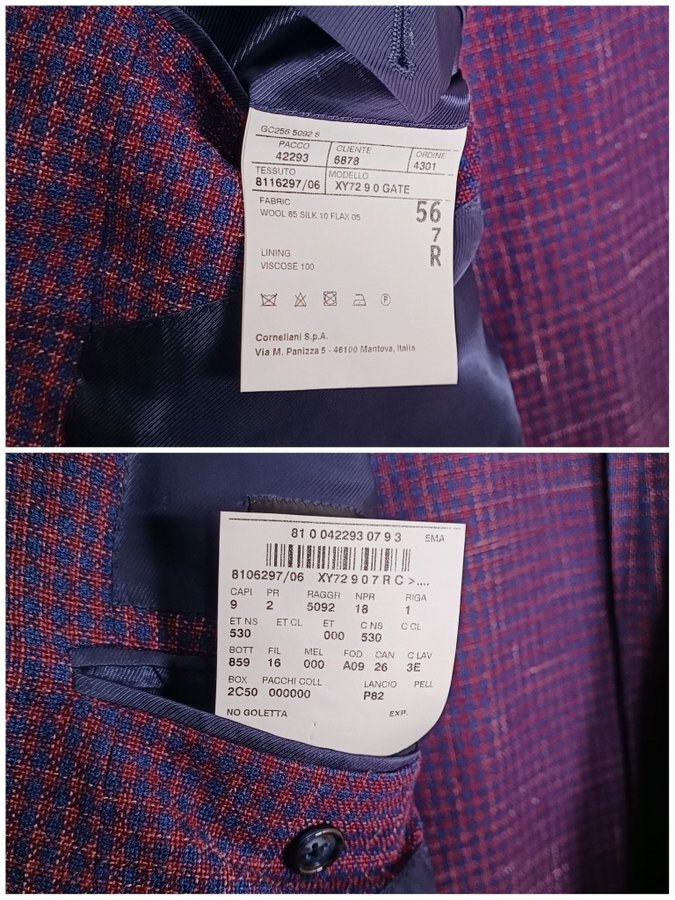 GC256 5092 8
PACCO CLIENTE ORDINE
42293 6878 4301
TESSUTO MODELLO
8116297/06 XY72 9 0 GATE
FABRIC
WOOL 85 SILK 10 FLAX 05
56
7
R
LINING
VISCOSE 100
F
Corneliani S.p.A.
Via M. Panizza 5 - 46100 Mantova, Italia
81 0 042293 07 9 3 EMA
8106297/06 XY72 9 0 7 R C >....
CAPI PR RAGGR NPR RIGA
9 2 5092 18 1
ET NS ET CL ET C NS C CL
530 000 530
BOTT FIL MEL FOD CAN C LAV
859 16 000 A09 26 3E
BOX PACCHI COLL LANCIO PELL
2C50 000000 P82
NO GOLETTA EXP.